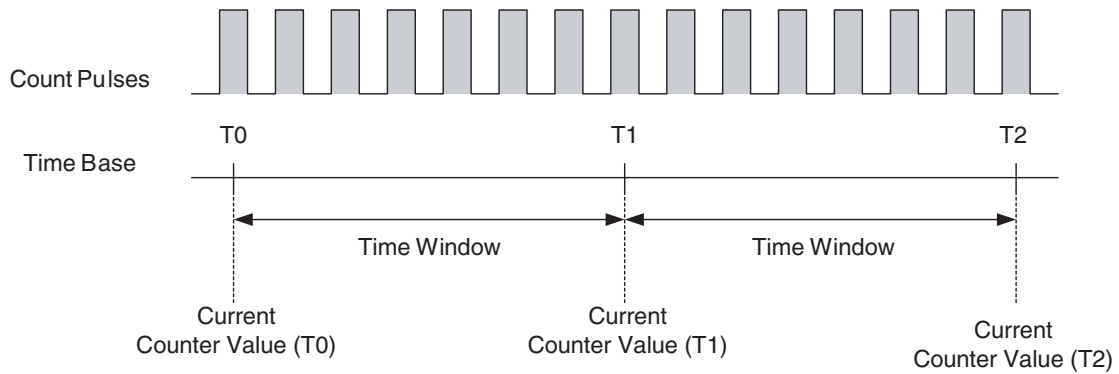 Count Pulses
T0 T1 T2
Time Base
Time Window Time Window
Current Current Current
Counter Value (T0) Counter Value (T1) Counter Value (T2)